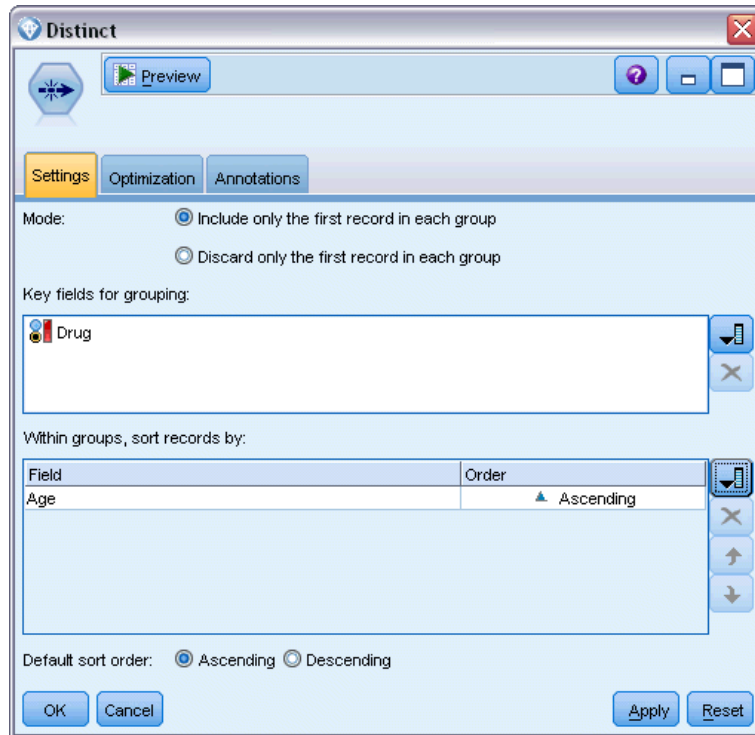 Distinct
Preview
Settings Optimization Annotations
Mode: Include only the first record in each group
Discard only the first record in each group
Key fields for grouping:
Drug
Within groups, sort records by:
Field Order
Age Ascending
Default sort order: Ascending Descending
OK Cancel Apply Reset